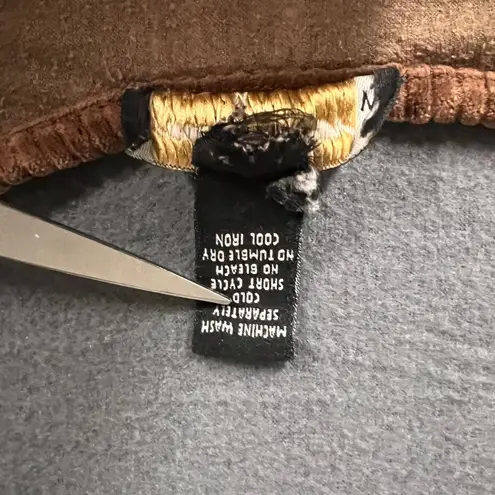 MACHINE WASH
SEPARATELY
COLD
SHORT CYCLE
NO BLEACH
NO TUMBLE DRY
COOL IRON